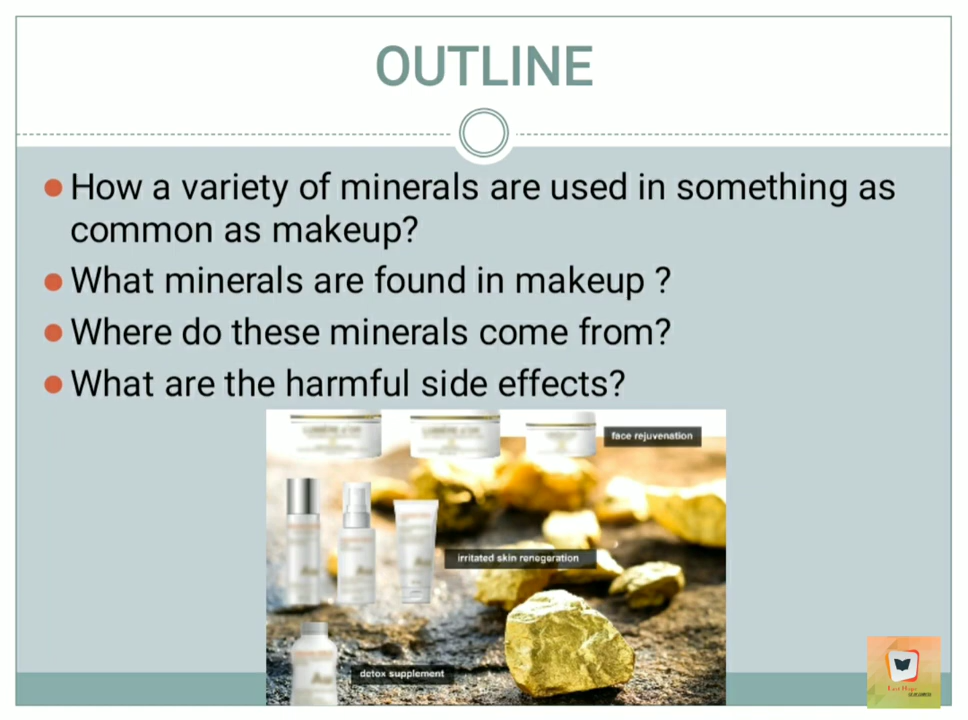 OUTLINE
How a variety of minerals are used in something as
common as makeup?
What minerals are found in makeup ?
Where do these minerals come from?
What are the harmful side effects?
face rejuvenation
irritated skin renegaration
detox supplement